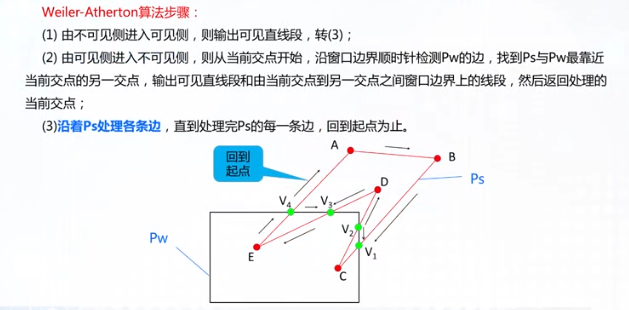 Weiler-Atherton算法步骤：
(1) 由不可见侧进入可见侧，则输出可见直线段，转(3)；
(2) 由可见侧进入不可见侧，则从当前交点开始，沿窗口边界顺时针检测Pw的边，找到Ps与Pw最靠近
当前交点的另一交点，输出可见直线段和由当前交点到另一交点之间窗口边界上的线段，然后返回处理的
当前交点；
(3)沿着Ps处理各条边，直到处理完Ps的每一条边，回到起点为止。
回到
起点
A
B
D
Ps
V4
V3
V2
Pw
V1
E
C